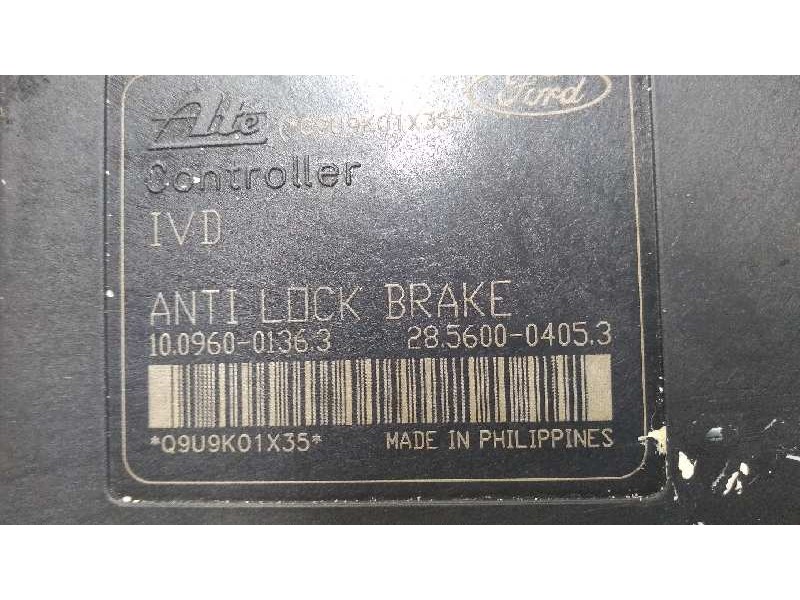 Ate *Q9U9K01X35* Ford
Controller
IVD
ANTI LOCK BRAKE
10.0960-0136.3 28.5600-0405.3
*Q9U9K01X35* MADE IN PHILIPPINES